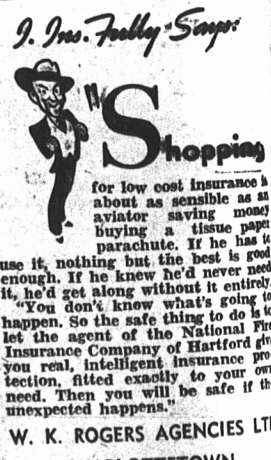 I. Ins. Fully Says:
"Shopping
for low cost insurance is
about as sensible as an
aviator saving money
buying a tissue paper
parachute. If he has to
use it, nothing but the best is good
enough. If he knew he'd never need
it, he'd get along without it entirely.
"You don't know what's going to
happen. So the safe thing to do is to
let the agent of the National Fire
Insurance Company of Hartford give
you real, intelligent insurance pro
tection, fitted exactly to your own
need. Then you will be safe if the
unexpected happens."
W. K. ROGERS AGENCIES LT